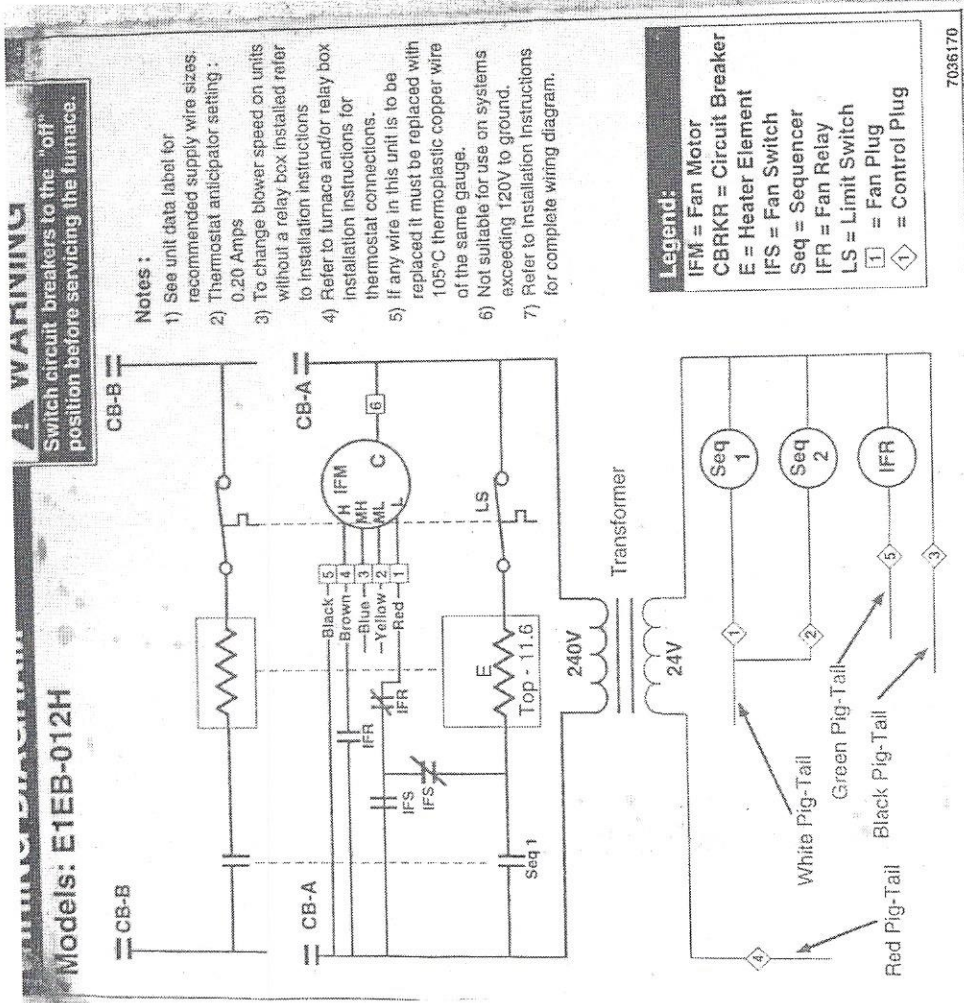 WARNING
Switch circuit breakers to the "off"
position before servicing the furnace.
Models: E1EB-012H
Notes :
1) See unit data label for
recommended supply wire sizes.
2) Thermostat anticipator setting :
0.20 Amps
3) To change blower speed on units
without a relay box installed refer
to installation instructions
4) Refer to furnace and/or relay box
installation instructions for
thermostat connections.
5) If any wire in this unit is to be
replaced it must be replaced with
105°C thermoplastic copper wire
of the same gauge.
6) Not suitable for use on systems
exceeding 120V to ground.
7) Refer to Installation Instructions
for complete wiring diagram.
CB-B
CB-B
CB-A
CB-A
Black
5
Brown
4
H
IFM
Blue
3
MH
Yellow
2
ML
Red
1
L
C
6
IFR
IFR
IFS
IFS
LS
E
Top - 11.6
Seq 1
240V
Transformer
24V
1
Seq
1
2
Seq
2
5
IFR
3
4
White Pig-Tail
Green Pig-Tail
Black Pig-Tail
Red Pig-Tail
Legend:
IFM = Fan Motor
CBRKR = Circuit Breaker
E = Heater Element
IFS = Fan Switch
Seq = Sequencer
IFR = Fan Relay
LS = Limit Switch
1 = Fan Plug
1 = Control Plug
7036170